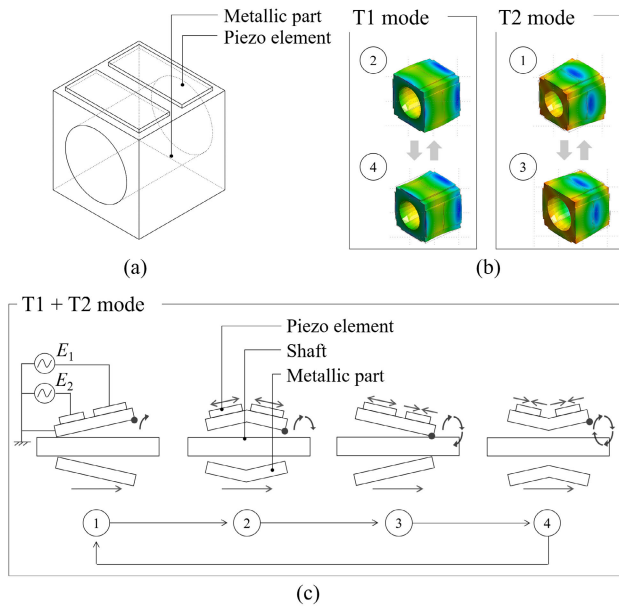 Metallic part
Piezo element
(a)
T1 mode
2
4
T2 mode
1
3
(b)
T1 + T2 mode
E1
E2
Piezo element
Shaft
Metallic part
1
2
3
4
(c)